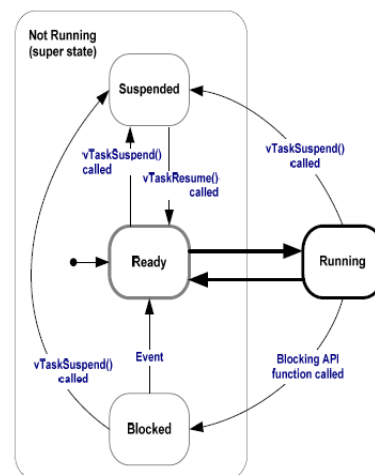 Not Running
(super state)
Suspended
vTaskSuspend()
called
vTaskResume()
called
vTaskSuspend()
called
Ready
Running
Event
vTaskSuspend()
called
Blocking API
function called
Blocked